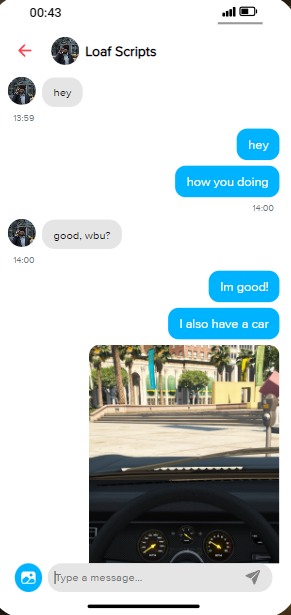 00:43
Loaf Scripts
hey
13:59
hey
how you doing
14:00
good, wbu?
14:00
Im good!
I also have a car
Type a message...